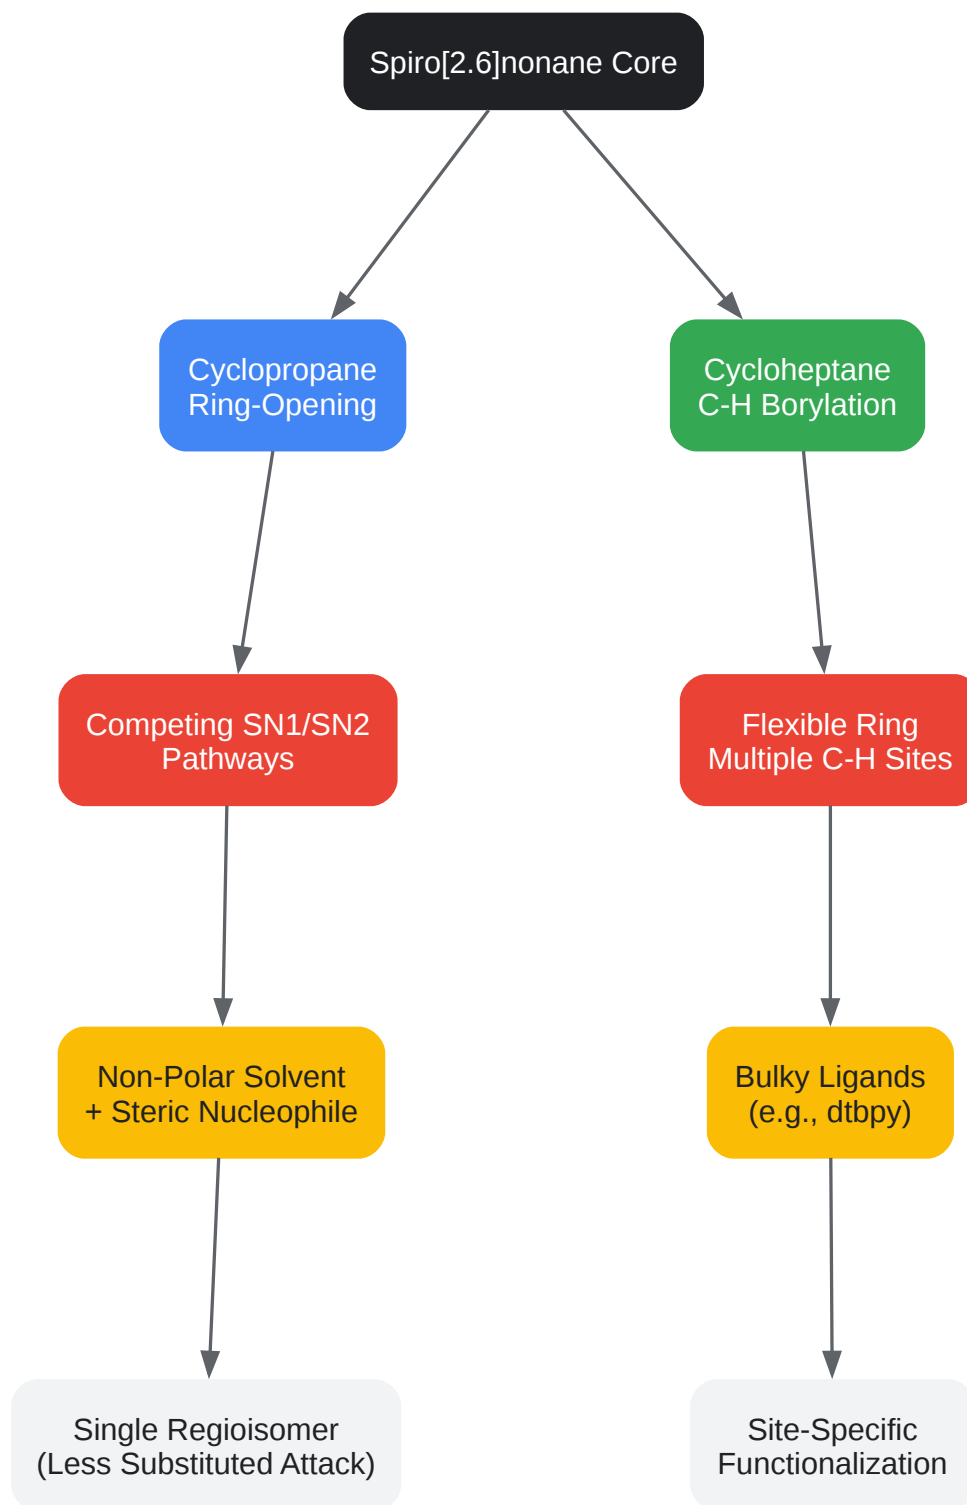 Spiro[2.6]nonane Core
Cyclopropane
Ring-Opening
Cycloheptane
C-H Borylation
Competing SN1/SN2
Pathways
Flexible Ring
Multiple C-H Sites
Non-Polar Solvent
+ Steric Nucleophile
Bulky Ligands
(e.g., dtbpy)
Single Regioisomer
(Less Substituted Attack)
Site-Specific
Functionalization